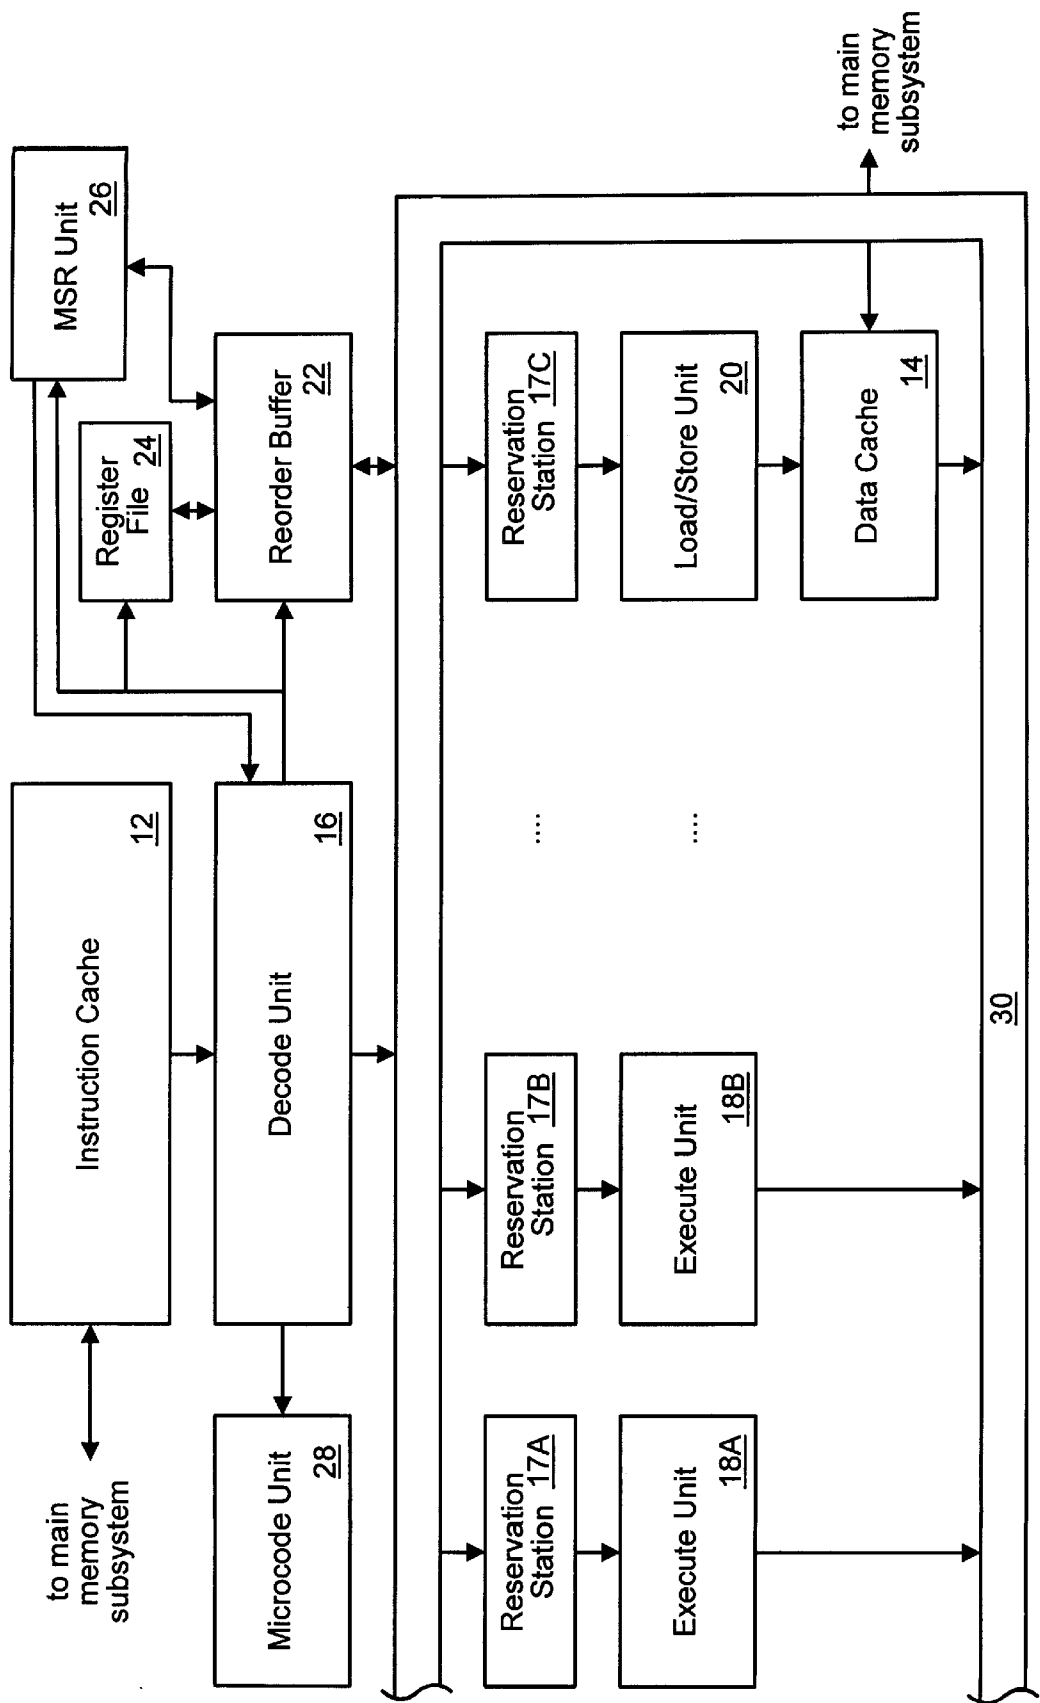 to main
memory
subsystem
Instruction Cache
12
MSR Unit
26
Register
File 24
Microcode Unit
28
Decode Unit
16
Reorder Buffer
22
Reservation
Station 17A
Reservation
Station 17B
....
Reservation
Station 17C
Execute Unit
18A
Execute Unit
18B
....
Load/Store Unit
20
Data Cache
14
to main
memory
subsystem
30